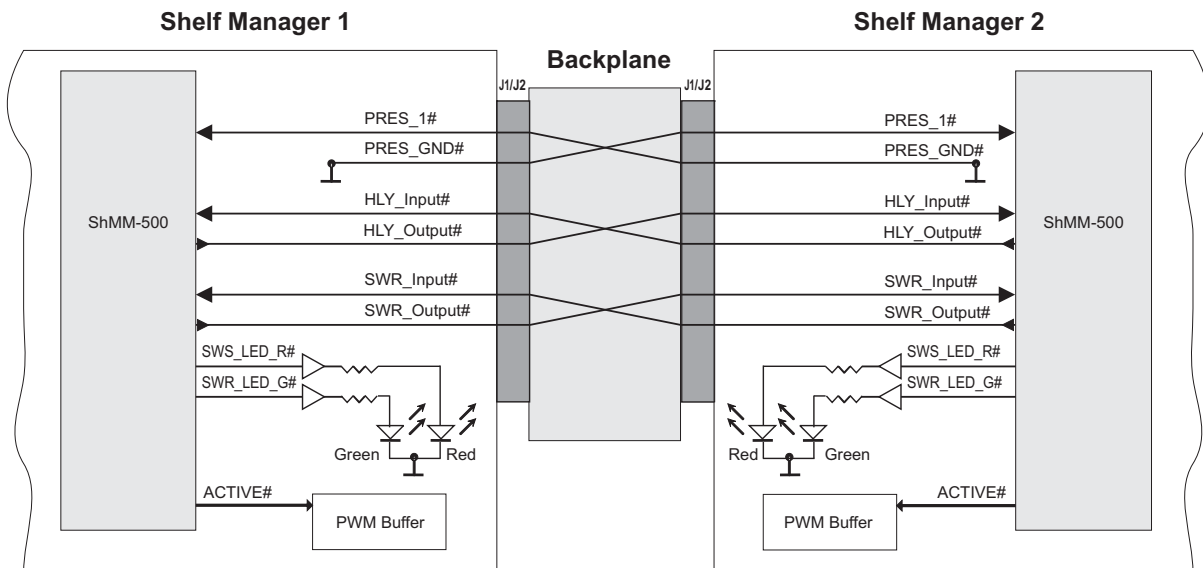 Shelf Manager 1
Shelf Manager 2
Backplane
J1/J2
J1/J2
PRES_1#
PRES_GND#
HLY_Input#
HLY_Output#
SWR_Input#
SWR_Output#
SWS_LED_R#
SWR_LED_G#
Green
Red
ACTIVE#
PWM Buffer
ShMM-500
PRES_1#
PRES_GND#
HLY_Input#
HLY_Output#
SWR_Input#
SWR_Output#
SWS_LED_R#
SWR_LED_G#
Red
Green
ACTIVE#
PWM Buffer
ShMM-500